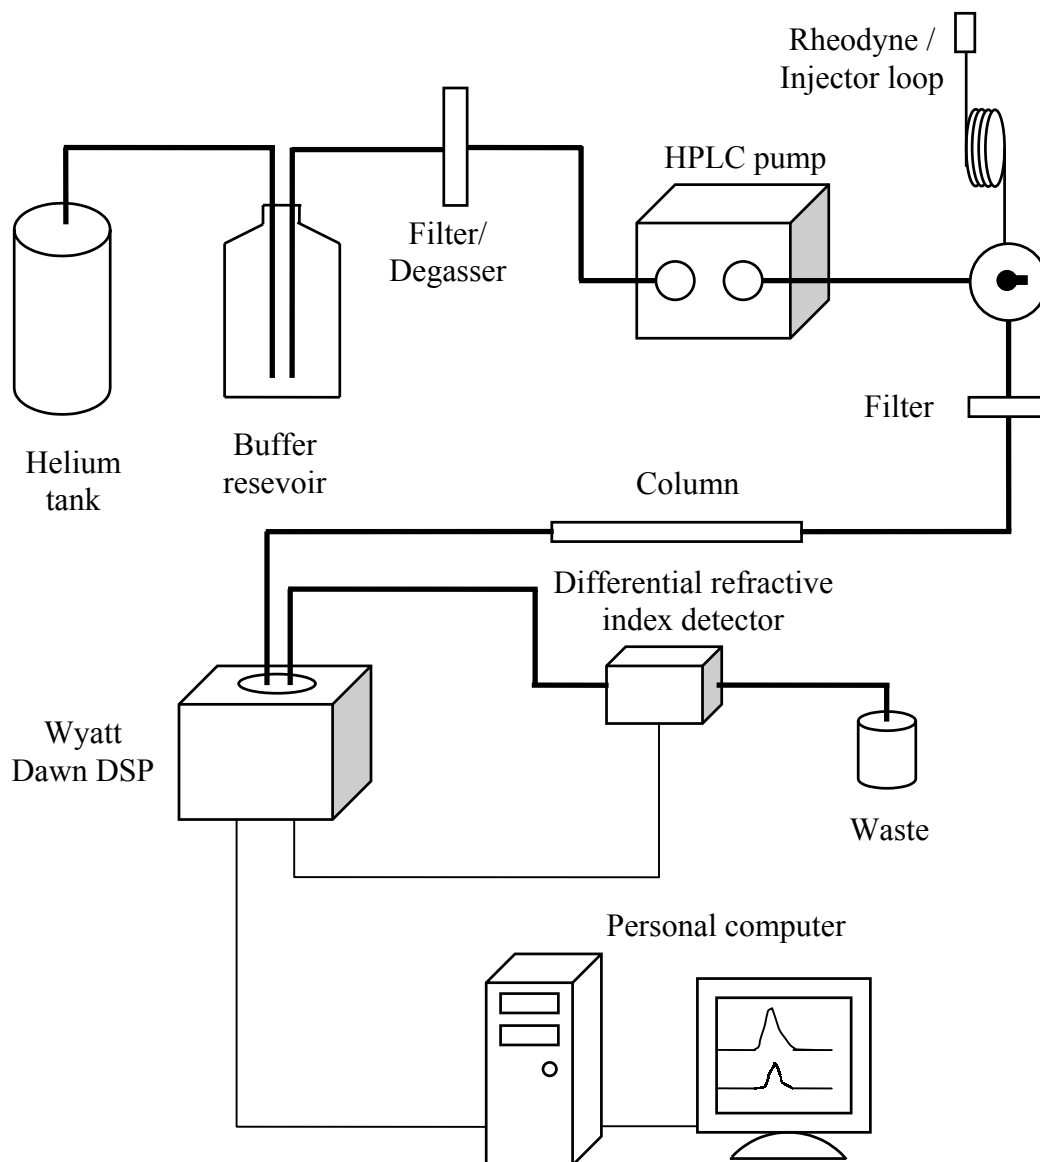 Rheodyne /
Injector loop
HPLC pump
Filter/
Degasser
Filter
Helium
tank
Buffer
resevoir
Column
Differential refractive
index detector
Wyatt
Dawn DSP
Waste
Personal computer